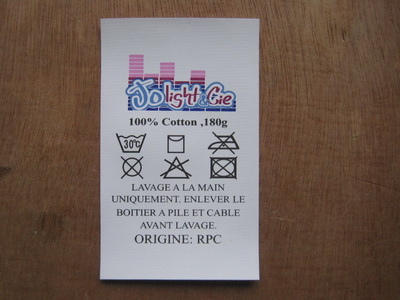 Jolight & Cie
100% Cotton ,180g
30℃
LAVAGE A LA MAIN
UNIQUEMENT. ENLEVER LE
BOITIER A PILE ET CABLE
AVANT LAVAGE.
ORIGINE: RPC